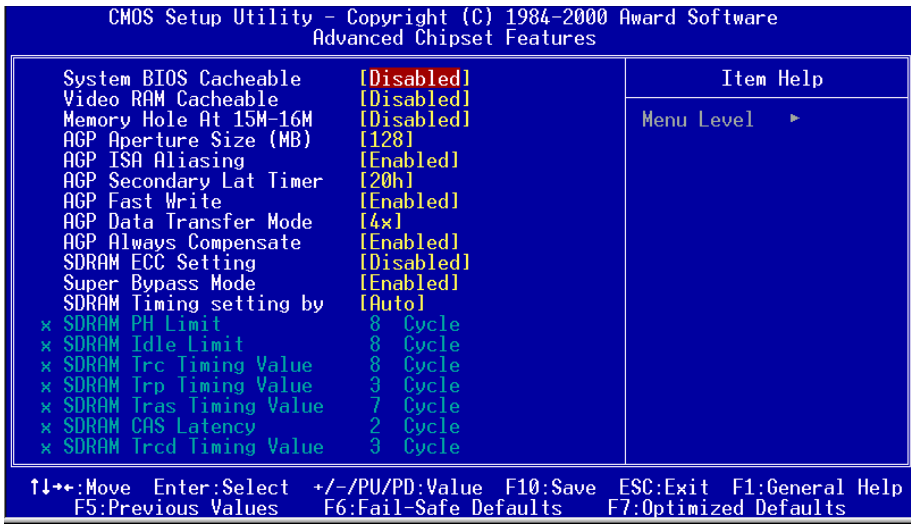 CMOS Setup Utility - Copyright (C) 1984-2000 Award Software
Advanced Chipset Features
System BIOS Cacheable [Disabled] Item Help
Video RAM Cacheable [Disabled]
Memory Hole At 15M-16M [Disabled] Menu Level ►
AGP Aperture Size (MB) [128]
AGP ISA Aliasing [Enabled]
AGP Secondary Lat Timer [20h]
AGP Fast Write [Enabled]
AGP Data Transfer Mode [4x]
AGP Always Compensate [Enabled]
SDRAM ECC Setting [Disabled]
Super Bypass Mode [Enabled]
SDRAM Timing setting by [Auto]
x SDRAM PH Limit 8 Cycle
x SDRAM Idle Limit 8 Cycle
x SDRAM Trc Timing Value 8 Cycle
x SDRAM Trp Timing Value 3 Cycle
x SDRAM Tras Timing Value 7 Cycle
x SDRAM CAS Latency 2 Cycle
x SDRAM Trcd Timing Value 3 Cycle
↑↓→←:Move Enter:Select +/-/PU/PD:Value F10:Save ESC:Exit F1:General Help
F5:Previous Values F6:Fail-Safe Defaults F7:Optimized Defaults